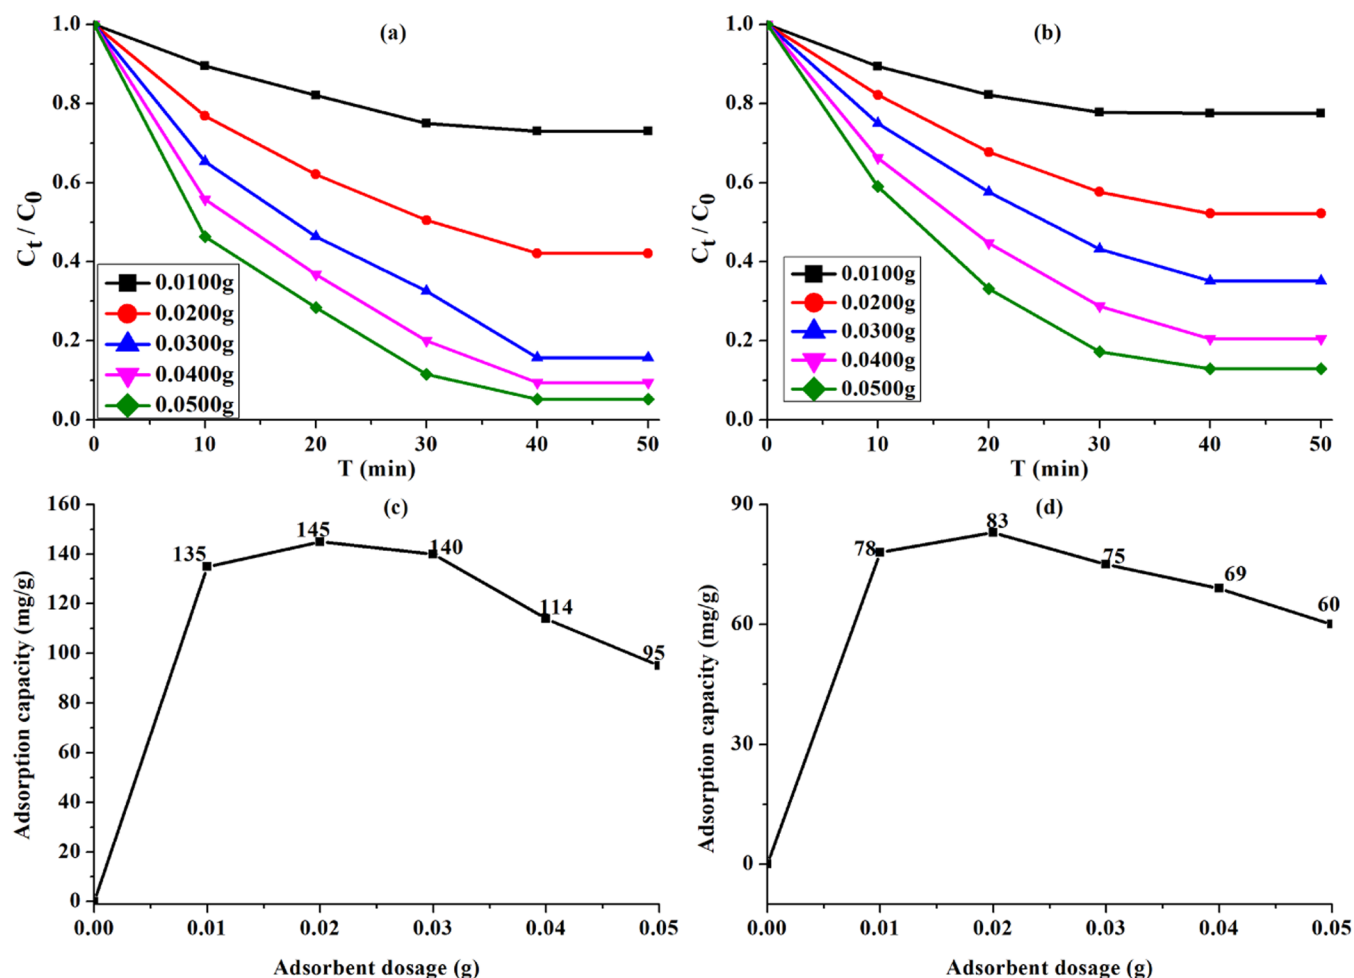 (a)
1.0
0.8
0.6
0.4
0.2
0.0
Ct / C0
0.0100g
0.0200g
0.0300g
0.0400g
0.0500g
0 10 20 30 40 50
T (min)
(b)
1.0
0.8
0.6
0.4
0.2
0.0
Ct / C0
0.0100g
0.0200g
0.0300g
0.0400g
0.0500g
0 10 20 30 40 50
T (min)
(c)
160
140
120
100
80
60
40
20
0
Adsorption capacity (mg/g)
135
145
140
114
95
0.00 0.01 0.02 0.03 0.04 0.05
Adsorbent dosage (g)
(d)
90
60
30
0
Adsorption capacity (mg/g)
78
83
75
69
60
0.00 0.01 0.02 0.03 0.04 0.05
Adsorbent dosage (g)